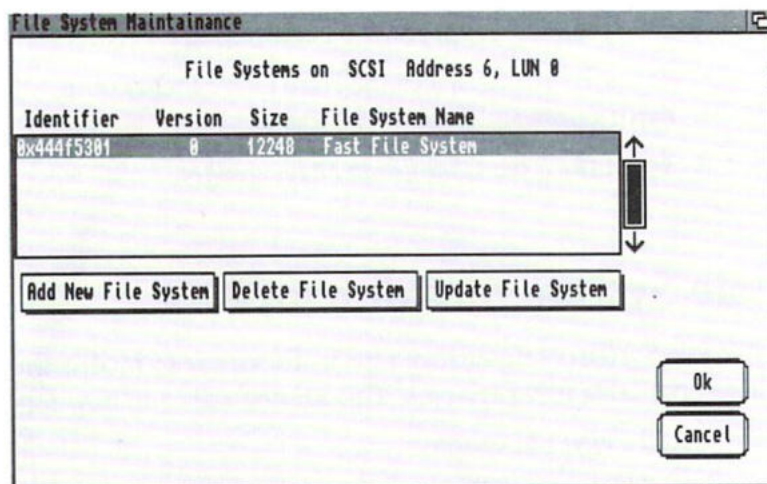 File System Maintainance
File Systems on SCSI Address 6, LUN 0
Identifier Version Size File System Name
0x444f5301 0 12248 Fast File System
Add New File System Delete File System Update File System
Ok
Cancel